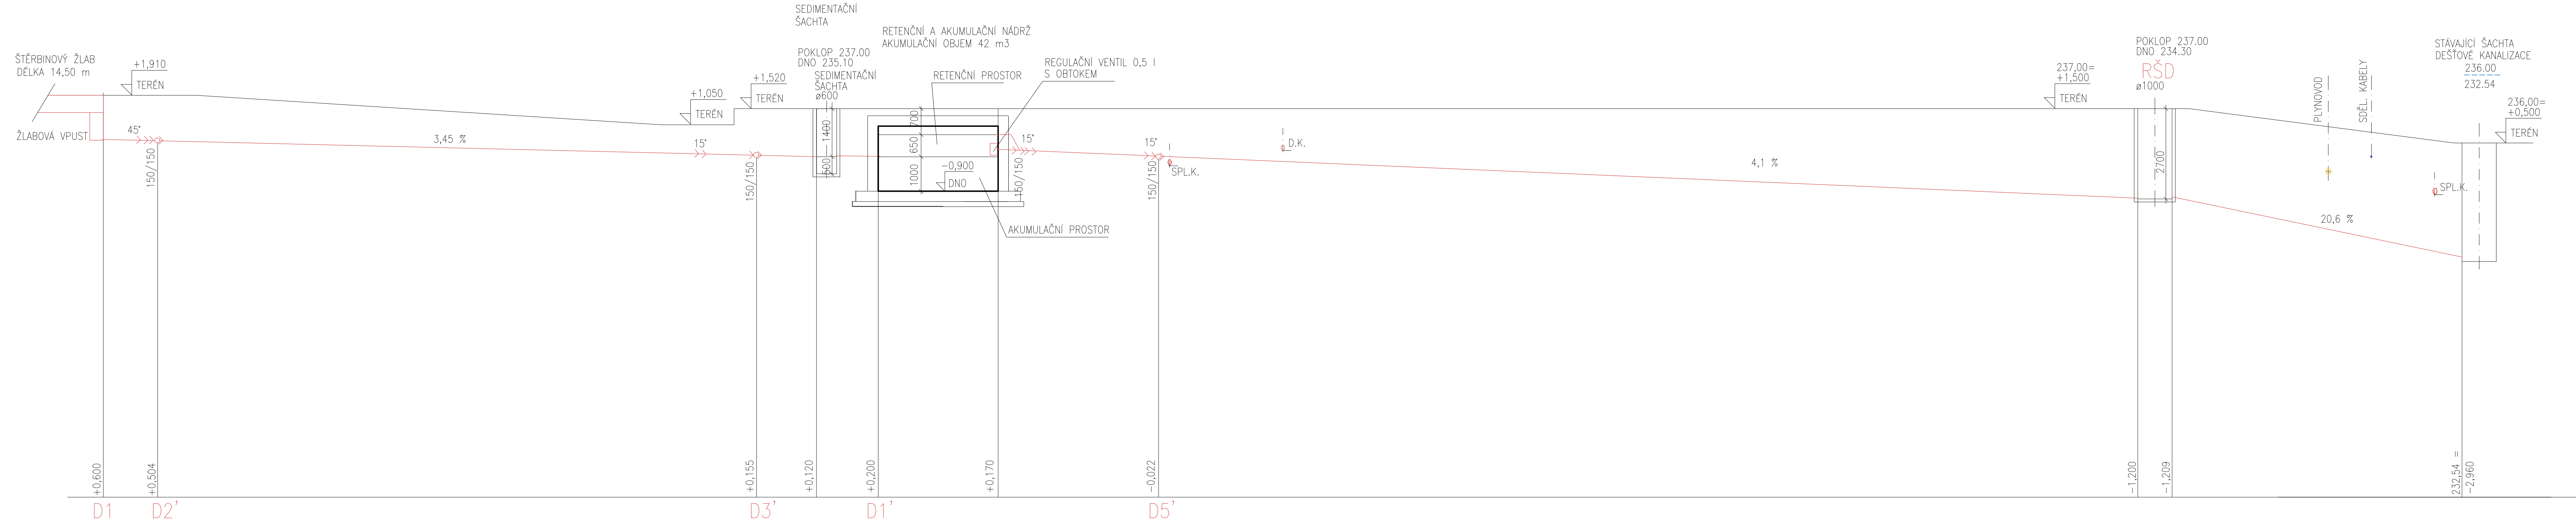 SEDIMENTAČNÍ
ŠACHTA
ŠTĚRBINOVÝ ŽLAB
DÉLKA 14,50 m
+1,910
TERÉN
ŽLABOVÁ VPUST
45°
150/150
3,45 %
+1,050
TERÉN
15°
+1,520
TERÉN
150/150
POKLOP 237.00
DNO 235.10
SEDIMENTAČNÍ
ŠACHTA
ø600
1400
500
RETENČNÍ A AKUMULAČNÍ NÁDRŽ
AKUMULAČNÍ OBJEM 42 m3
RETENČNÍ PROSTOR
REGULAČNÍ VENTIL 0,5 l
S OBTOKEM
700
650
1000
-0,900
DNO
15°
150/150
AKUMULAČNÍ PROSTOR
15°
150/150
SPL.K.
D.K.
4,1 %
237,00=
+1,500
TERÉN
POKLOP 237.00
DNO 234.30
RŠD
ø1000
2700
PLYNOVOD
SDĚL. KABELY
20,6 %
SPL.K.
STÁVAJÍCÍ ŠACHTA
DEŠŤOVÉ KANALIZACE
236.00
232.54
236,00=
+0,500
TERÉN
+0,600
+0,504
+0,155
+0,120
+0,200
+0,170
-0,022
-1,200
-1,209
232,54 =
-2,960
D1
D2'
D3'
D1'
D5'